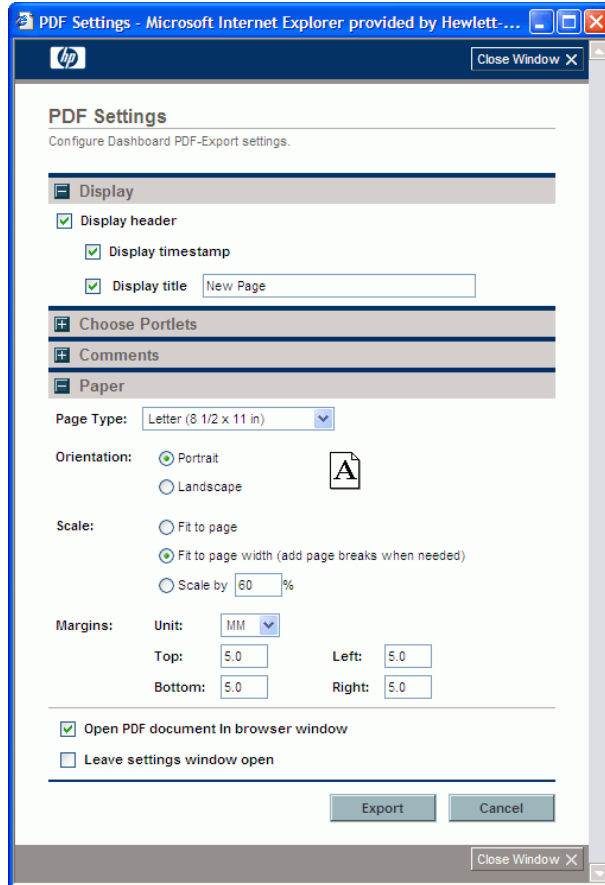 PDF Settings - Microsoft Internet Explorer provided by Hewlett-...
hp
Close Window X
PDF Settings
Configure Dashboard PDF-Export settings.
Display
Display header
Display timestamp
Display title New Page
Choose Portlets
Comments
Paper
Page Type: Letter (8 1/2 x 11 in)
Orientation: Portrait
A
Landscape
Scale: Fit to page
Fit to page width (add page breaks when needed)
Scale by 60 %
Margins: Unit: MM
Top: 5.0 Left: 5.0
Bottom: 5.0 Right: 5.0
Open PDF document In browser window
Leave settings window open
Export Cancel
Close Window X